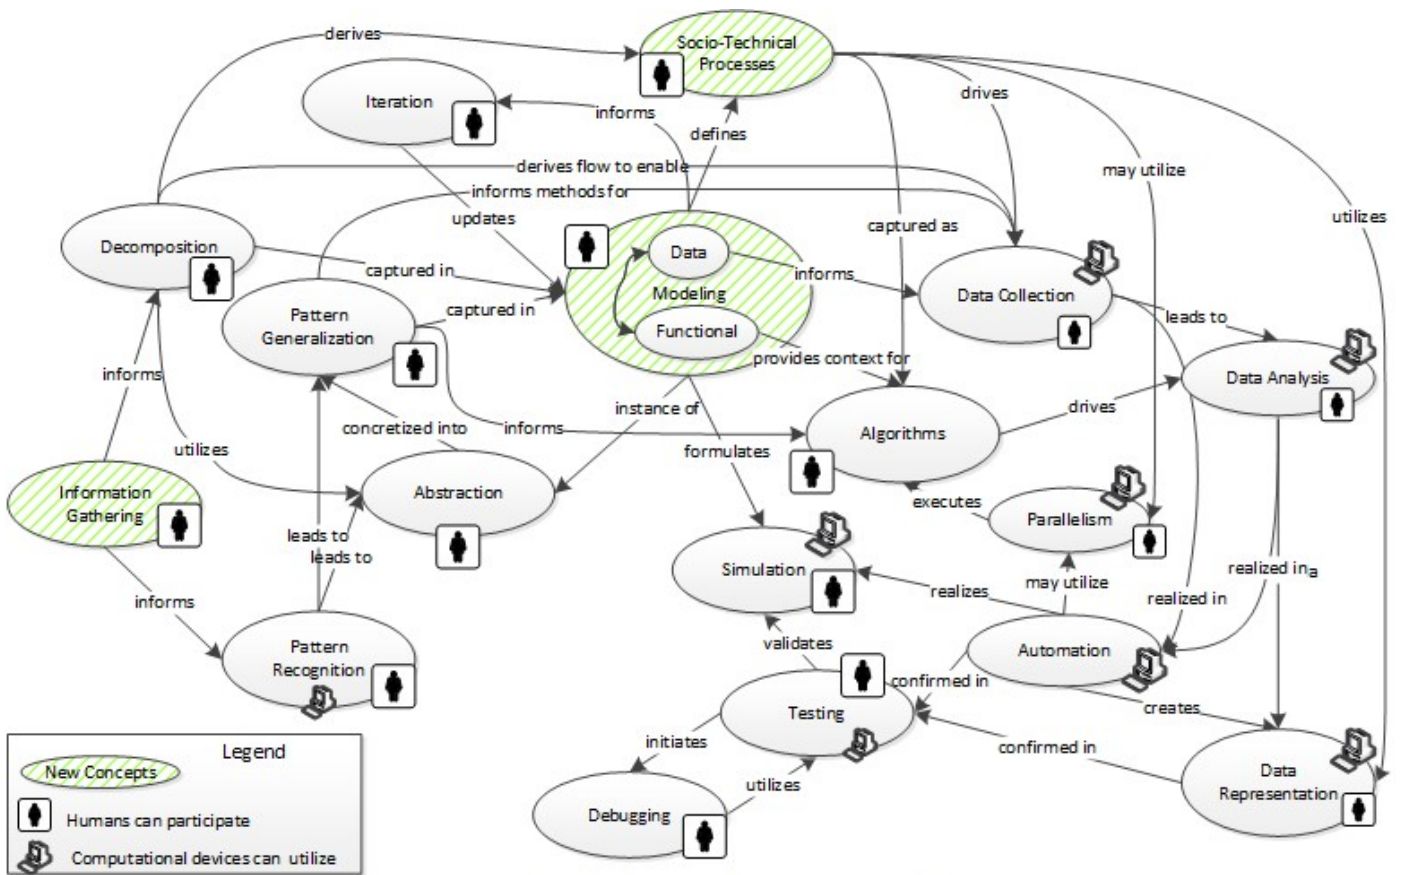 derives
Socio-Technical
Processes
Iteration
informs
drives
defines
derives flow to enable
may utilize
informs methods for
updates
captured as
utilizes
Decomposition
Data
captured in
informs
Modeling
Data Collection
Pattern
Generalization
captured in
Functional
leads to
provides context for
informs
Data Analysis
instance of
drives
concretized into
informs
Algorithms
utilizes
formulates
Information
Gathering
Abstraction
executes
Parallelism
leads to
leads to
Simulation
realized in
a
may utilize
realizes
realized in
informs
validates
Pattern
Recognition
Automation
confirmed in
Testing
creates
initiates
confirmed in
Legend
New Concepts
utilizes
Data
Representation
Debugging
Humans can participate
Computational devices can utilize